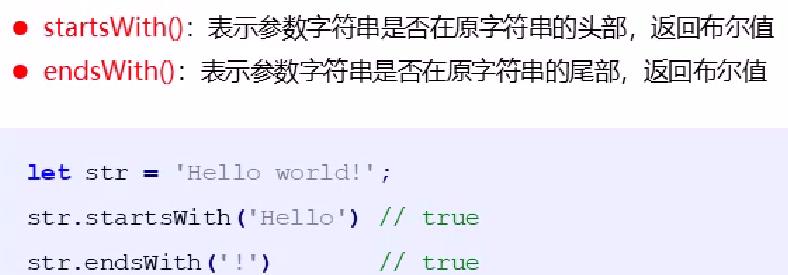 ● startsWith()：表示参数字符串是否在原字符串的头部，返回布尔值
● endsWith()：表示参数字符串是否在原字符串的尾部，返回布尔值
let str = 'Hello world!';
str.startsWith('Hello') // true
str.endsWith('!')       // true